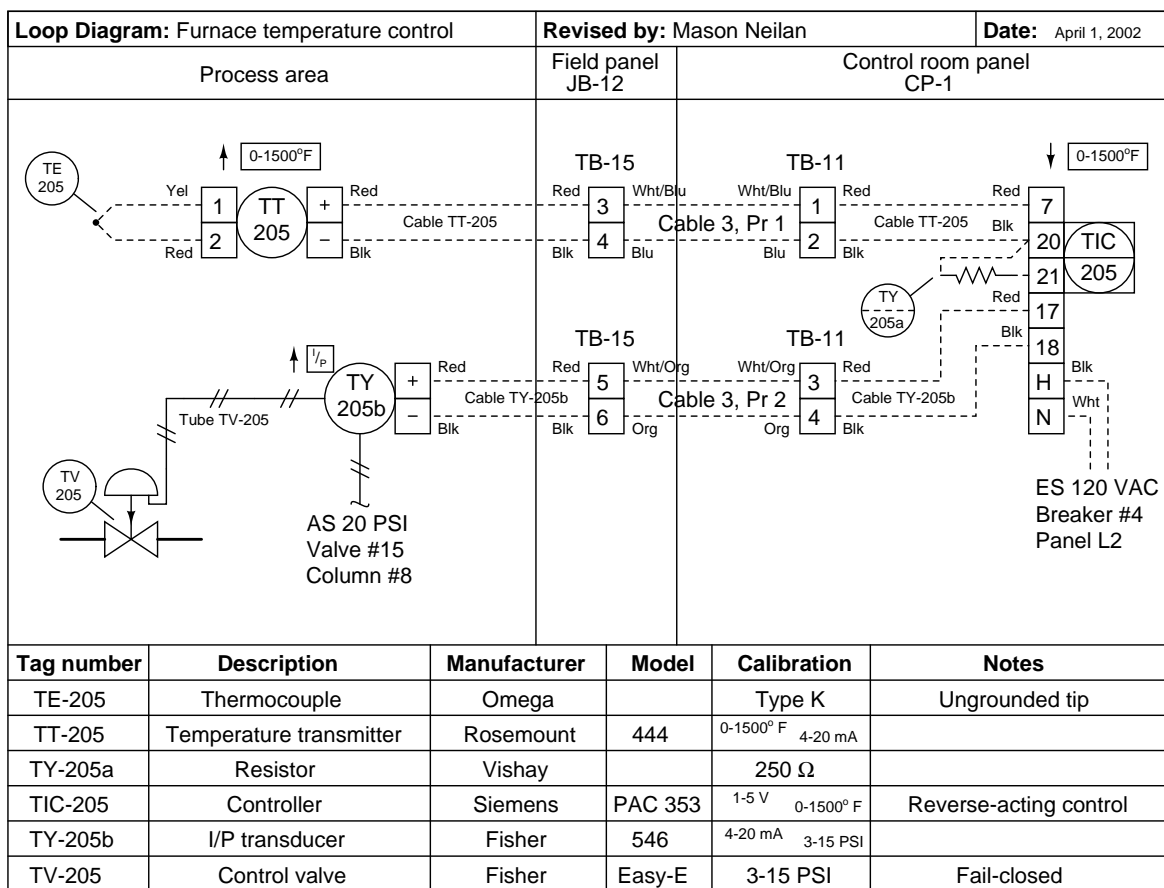 Loop Diagram: Furnace temperature control Revised by: Mason Neilan Date: April 1, 2002
Process area Field panel JB-12 Control room panel CP-1
0-1500°F
TB-15 TB-11
0-1500°F
TE 205
Yel 1 TT 205 + Red Red 3 Wht/Blu Wht/Blu 1 Red Red 7
Cable TT-205 Cable 3, Pr 1 Cable TT-205
Red 2 − Blk Blk 4 Blu Blu 2 Blk Blk 20 TIC 205
21
TY 205a
Red 17
Blk 18
I/P
TB-15 TB-11
TY 205b + Red Red 5 Wht/Org Wht/Org 3 Red H Blk
Tube TV-205 Cable TY-205b Cable 3, Pr 2 Cable TY-205b
− Blk Blk 6 Org Org 4 Blk N Wht
TV 205
AS 20 PSI
Valve #15
Column #8
ES 120 VAC
Breaker #4
Panel L2
Tag number Description Manufacturer Model Calibration Notes
TE-205 Thermocouple Omega Type K Ungrounded tip
TT-205 Temperature transmitter Rosemount 444 0-1500° F 4-20 mA
TY-205a Resistor Vishay 250 Ω
TIC-205 Controller Siemens PAC 353 1-5 V 0-1500° F Reverse-acting control
TY-205b I/P transducer Fisher 546 4-20 mA 3-15 PSI
TV-205 Control valve Fisher Easy-E 3-15 PSI Fail-closed